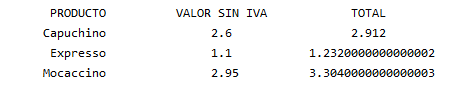 PRODUCTO VALOR SIN IVA TOTAL
Capuchino 2.6 2.912
Expresso 1.1 1.2320000000000002
Mocaccino 2.95 3.3040000000000003